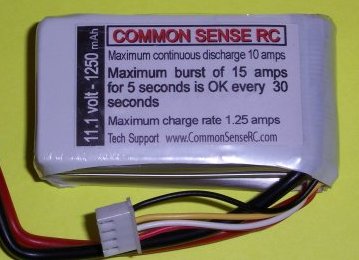 11.1 volt - 1250 mAh
COMMON SENSE RC
Maximum continuous discharge 10 amps
Maximum burst of 15 amps
for 5 seconds is OK every 30
seconds
Maximum charge rate 1.25 amps
Tech Support www.CommonSenseRC.com